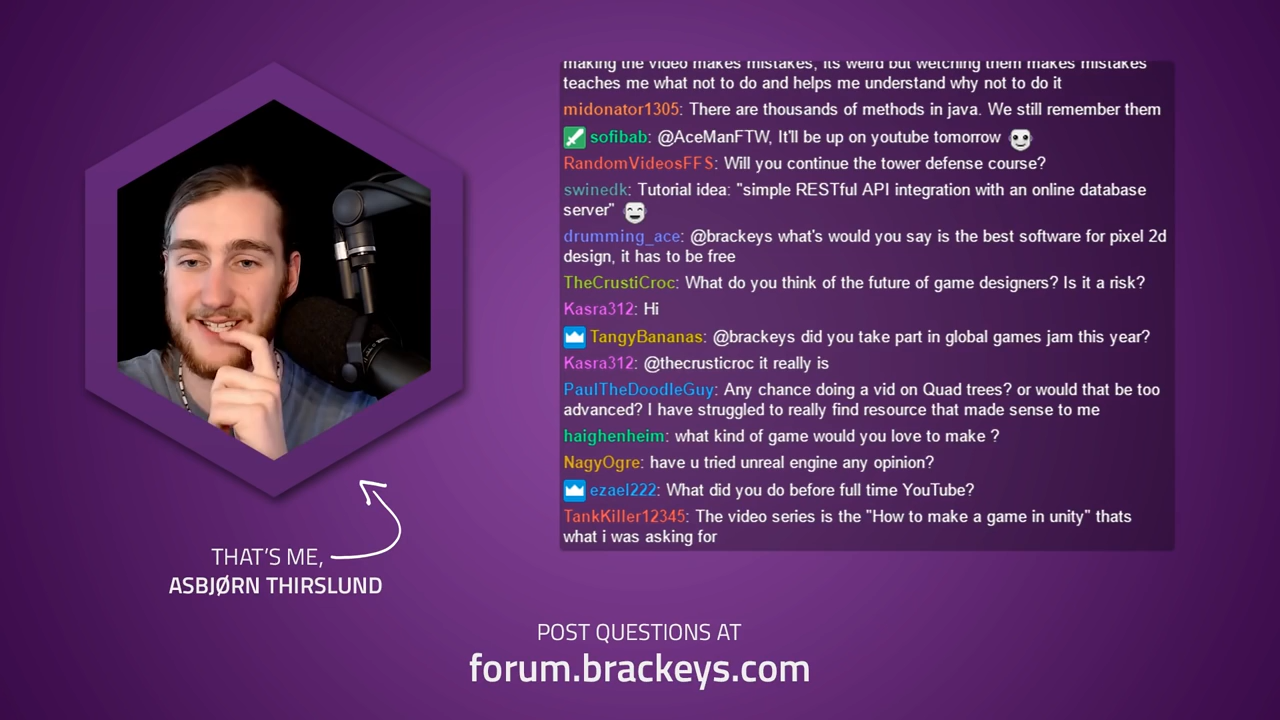 making the video makes mistakes, its weird but wetching them makes mistakes
teaches me what not to do and helps me understand why not to do it
midonator1305: There are thousands of methods in java. We still remember them
sofibab: @AceManFTW, It'll be up on youtube tomorrow
RandomVideosFFS: Will you continue the tower defense course?
swinedk: Tutorial idea: "simple RESTful API integration with an online database
server"
drumming_ace: @brackeys what's would you say is the best software for pixel 2d
design, it has to be free
TheCrustiCroc: What do you think of the future of game designers? Is it a risk?
Kasra312: Hi
TangyBananas: @brackeys did you take part in global games jam this year?
Kasra312: @thecrusticroc it really is
PaulTheDoodleGuy: Any chance doing a vid on Quad trees? or would that be too
advanced? I have struggled to really find resource that made sense to me
haighenheim: what kind of game would you love to make ?
NagyOgre: have u tried unreal engine any opinion?
ezael222: What did you do before full time YouTube?
TankKiller12345: The video series is the "How to make a game in unity" thats
what i was asking for
THAT'S ME,
ASBJØRN THIRSLUND
POST QUESTIONS AT
forum.brackeys.com